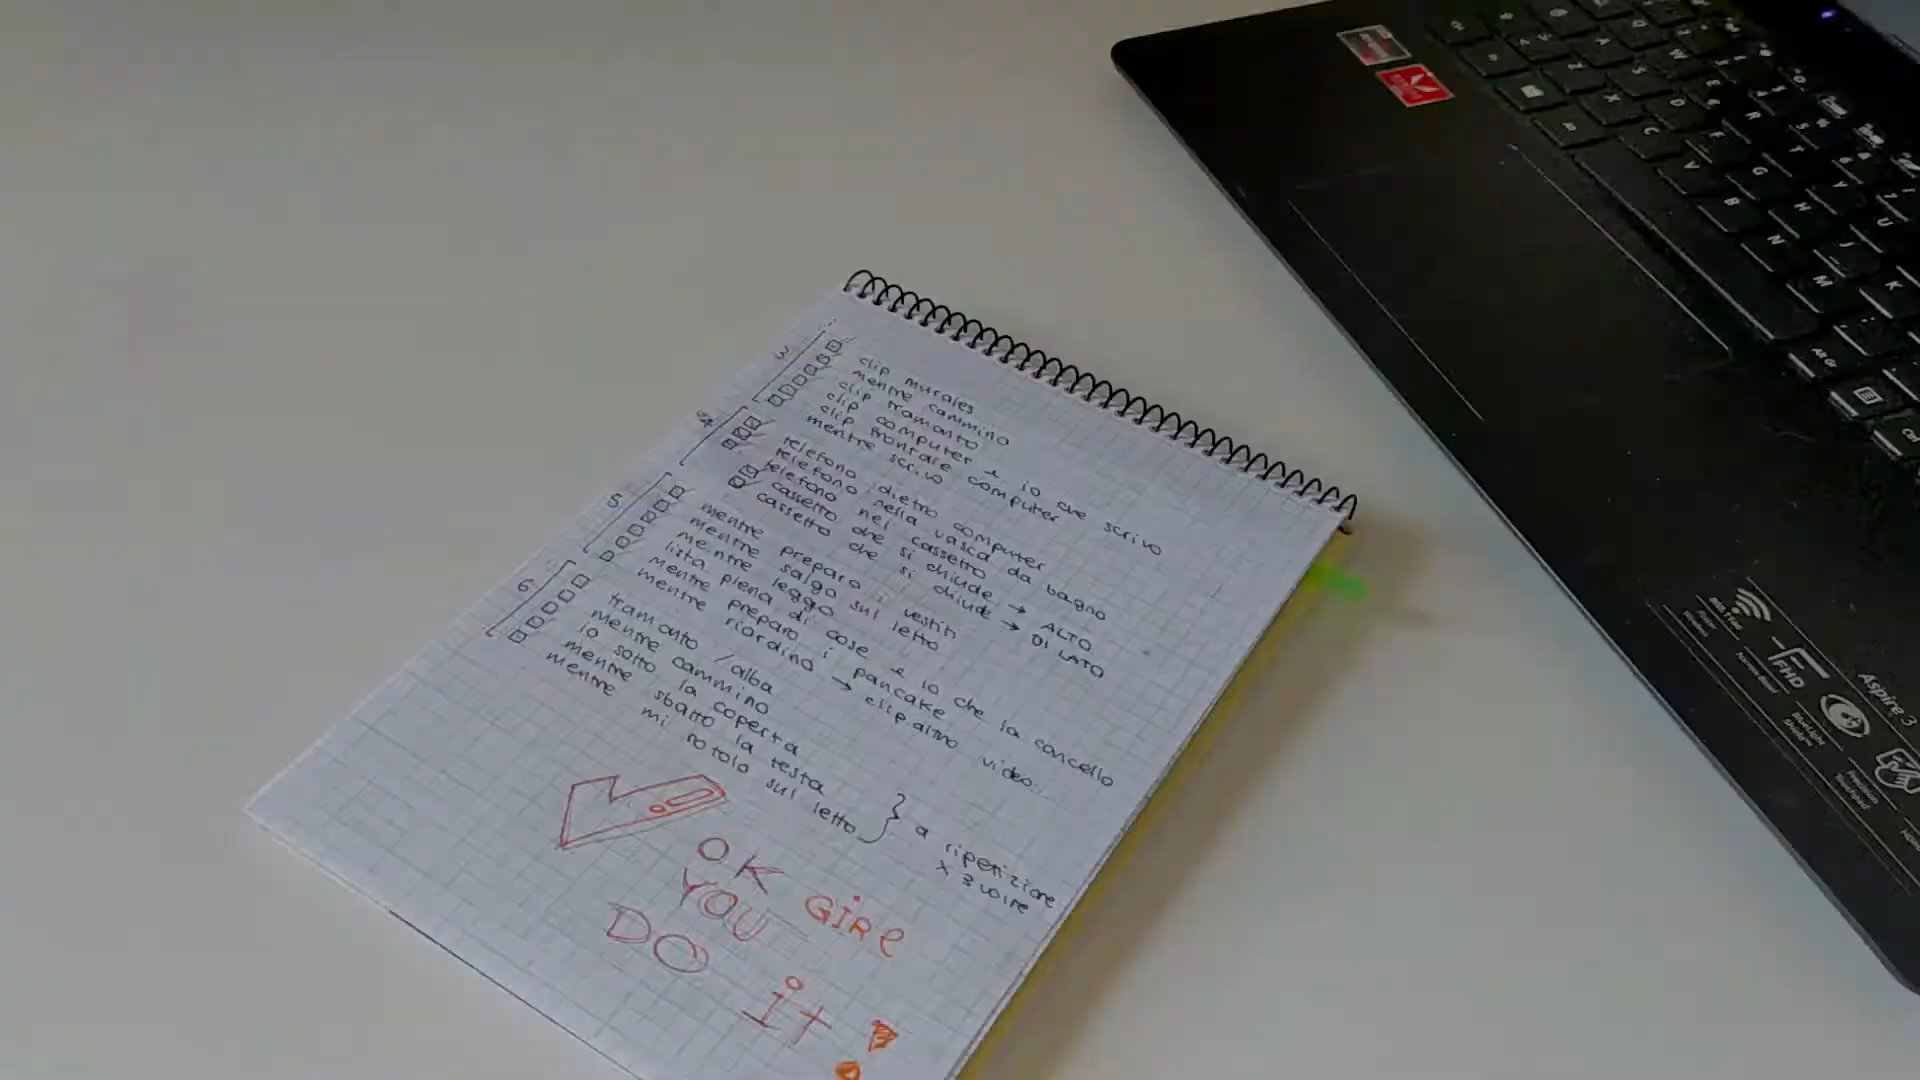 3
clip murales
mentre cammino
clip tramonto
clip computer e io che scrivo
clip frontale computer
mentre scrivo
4
telefono dietro computer
telefono nella vasca da bagno
telefono nel cassetto
cassetto che si chiude → ALTO
cassetto che si chiude → DI LATO
5
mentre preparo i vestiti
mentre salgo sul letto
mentre leggo
lista piena di cose e io che la cancello
mentre preparo i pancake
mentre riordino → clip altro video
6
tramonto / alba
mentre cammino
io sotto la coperta
mentre sbatto la testa
mentre mi rotolo sul letto
} a ripetizione
x 3 volte
OK GIRL
YOU
DO it!
Aspire 3
FHD